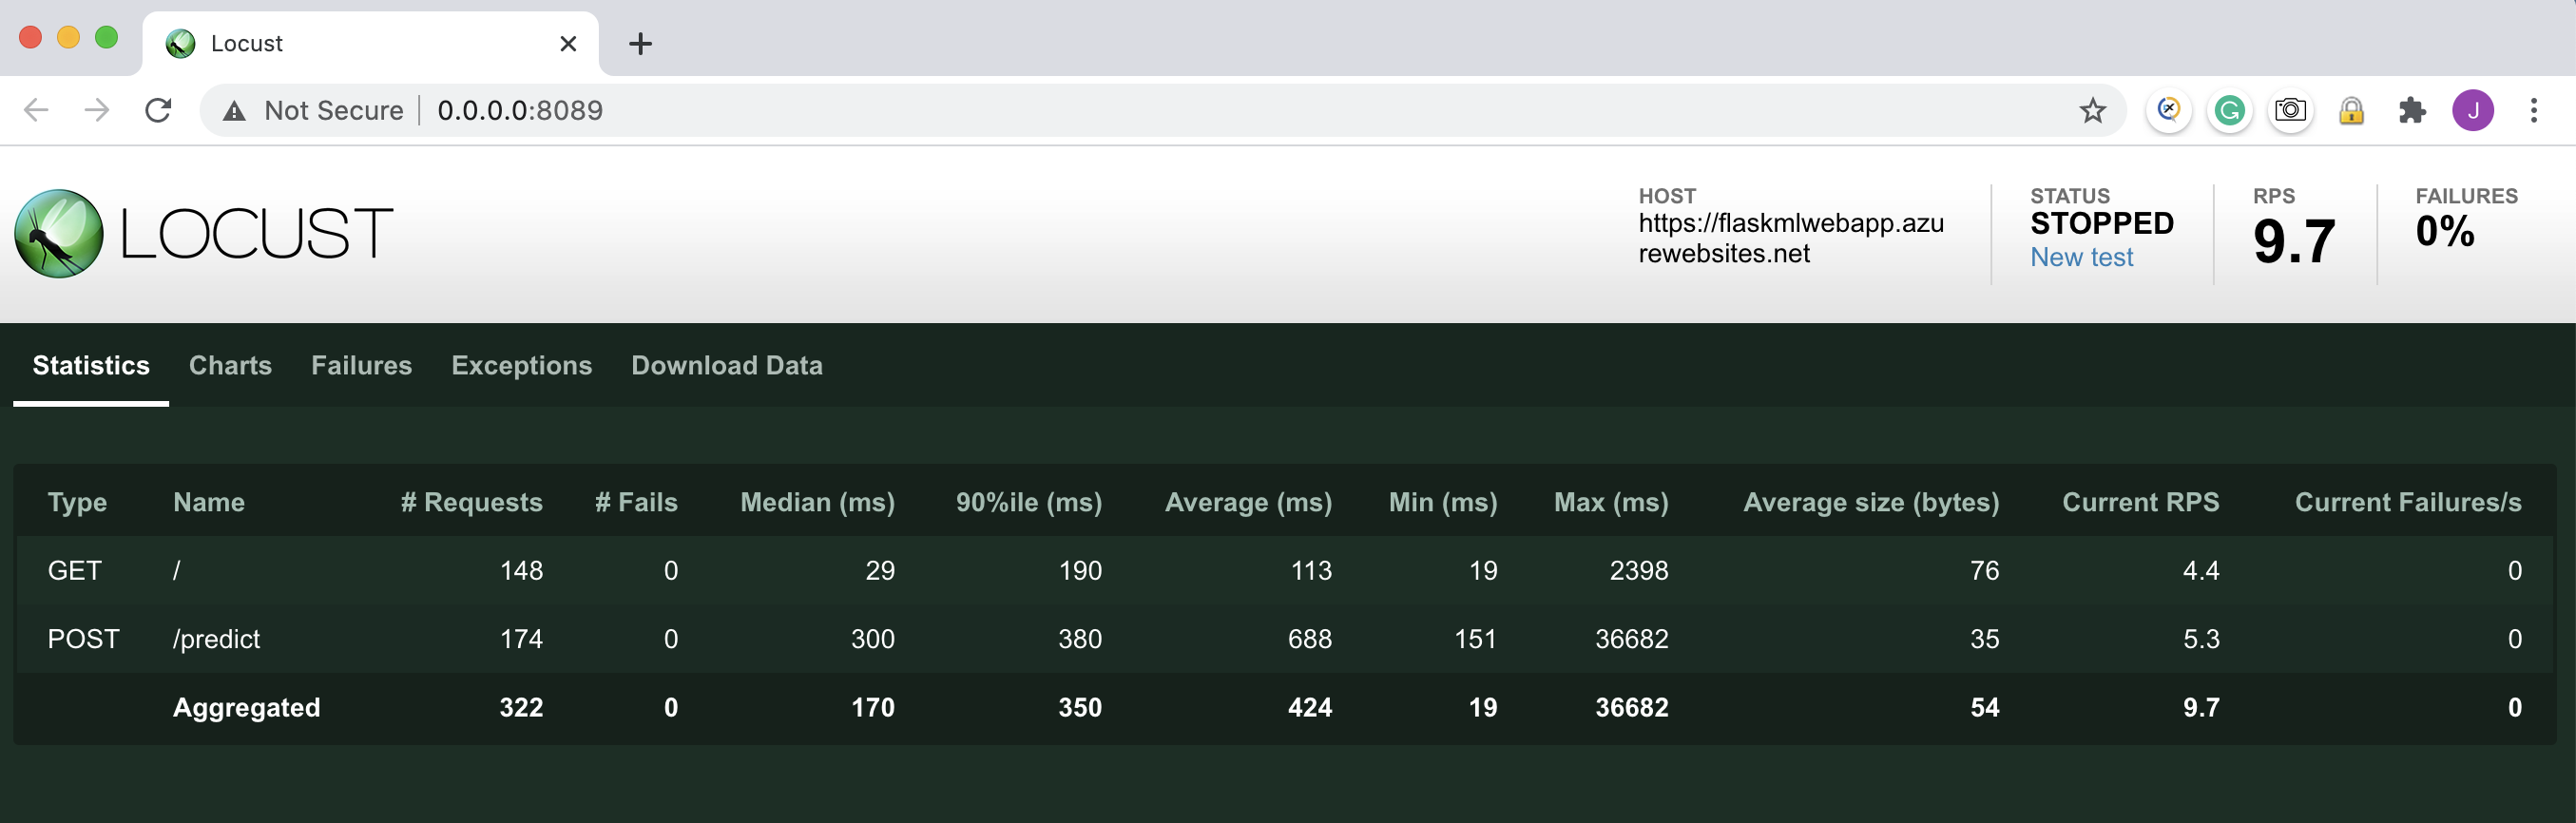 Locust
Not Secure 0.0.0.0:8089
J
LOCUST
HOST
https://flaskmlwebapp.azu
rewebsites.net
STATUS
STOPPED
New test
RPS
9.7
FAILURES
0%
Statistics Charts Failures Exceptions Download Data
Type Name # Requests # Fails Median (ms) 90%ile (ms) Average (ms) Min (ms) Max (ms) Average size (bytes) Current RPS Current Failures/s
GET / 148 0 29 190 113 19 2398 76 4.4 0
POST /predict 174 0 300 380 688 151 36682 35 5.3 0
Aggregated 322 0 170 350 424 19 36682 54 9.7 0